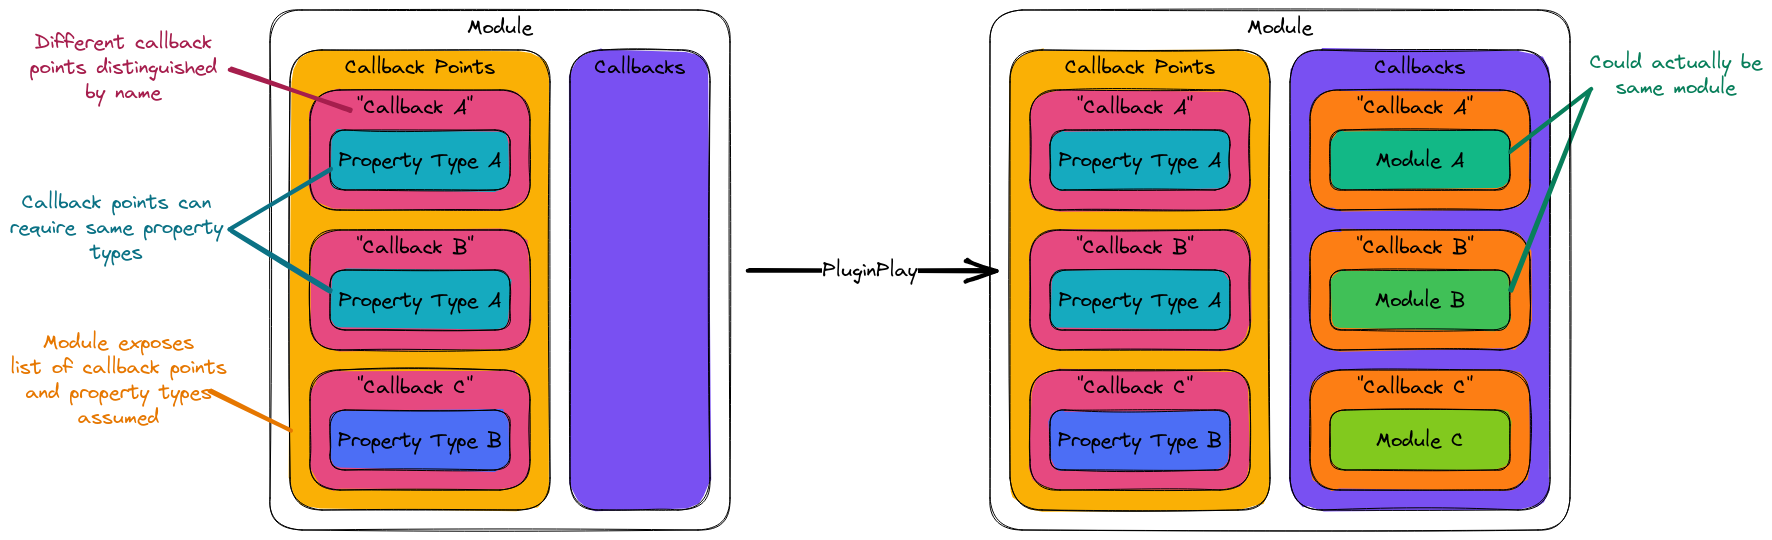 Module
Different callback
points distinguished
by name
Callback Points
Callbacks
"Callback A"
Property Type A
Callback points can
require same property
types
"Callback B"
Property Type A
Module exposes
list of callback points
and property types
assumed
"Callback C"
Property Type B
PluginPlay
Module
Callback Points
Callbacks
Could actually be
same module
"Callback A"
Property Type A
"Callback A"
Module A
"Callback B"
Property Type A
"Callback B"
Module B
"Callback C"
Property Type B
"Callback C"
Module C